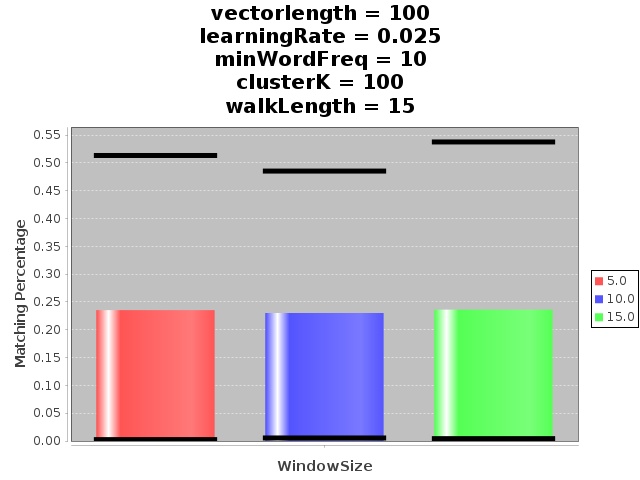 vectorlength = 100
learningRate = 0.025
minWordFreq = 10
clusterK = 100
walkLength = 15
0.55
0.50
0.45
0.40
0.35
0.30
0.25
0.20
0.15
0.10
0.05
0.00
Matching Percentage
WindowSize
5.0
10.0
15.0